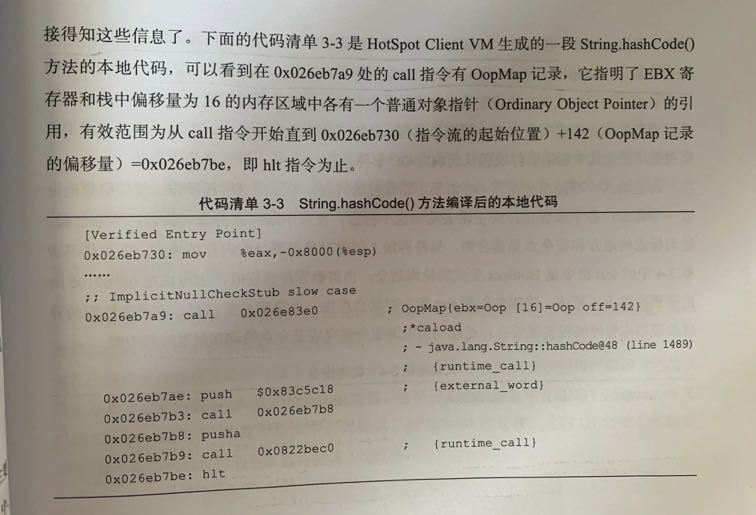 接得知这些信息了。下面的代码清单 3-3 是 HotSpot Client VM 生成的一段 String.hashCode()
方法的本地代码，可以看到在 0x026eb7a9 处的 call 指令有 OopMap 记录，它指明了 EBX 寄
存器和栈中偏移量为 16 的内存区域中各有一个普通对象指针（Ordinary Object Pointer）的引
用，有效范围为从 call 指令开始直到 0x026eb730（指令流的起始位置）+142（OopMap 记录
的偏移量）=0x026eb7be，即 hlt 指令为止。
代码清单 3-3 String.hashCode() 方法编译后的本地代码
[Verified Entry Point]
0x026eb730: mov %eax,-0x8000(%esp)
……
;; ImplicitNullCheckStub slow case
0x026eb7a9: call 0x026e83e0 ; OopMap{ebx=Oop [16]=Oop off=142}
;*caload
; - java.lang.String::hashCode@48 (line 1489)
; {runtime_call}
0x026eb7ae: push $0x83c5c18 ; {external_word}
0x026eb7b3: call 0x026eb7b8
0x026eb7b8: pusha
0x026eb7b9: call 0x0822bec0 ; {runtime_call}
0x026eb7be: hlt